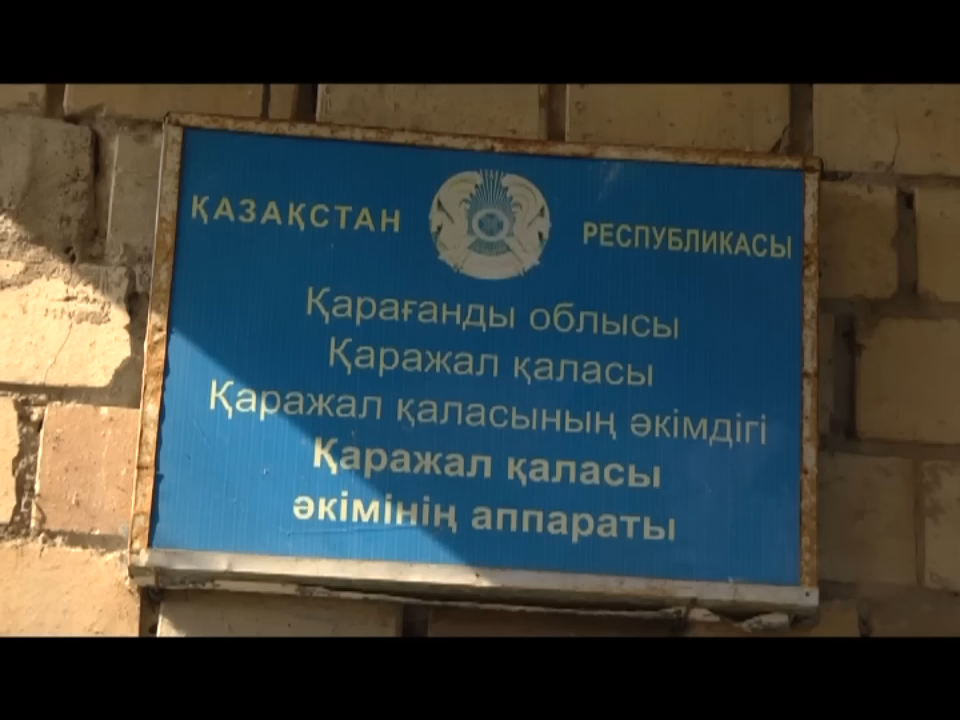 ҚАЗАҚСТАН РЕСПУБЛИКАСЫ
Қарағанды облысы
Қаражал қаласы
Қаражал қаласының әкімдігі
Қаражал қаласы
әкімінің аппараты